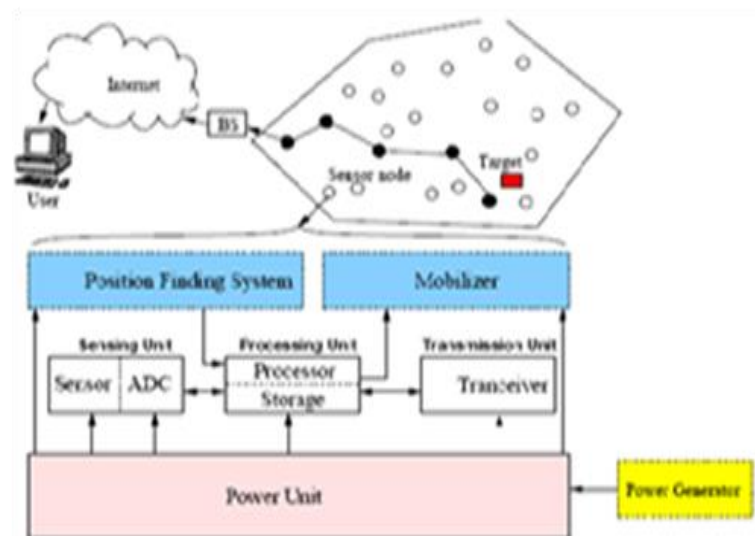 Internet
BS
User
Sensor node
Target
Position Finding System
Mobilizer
Sensing Unit
Processing Unit
Transmission Unit
Sensor
ADC
Processor
Storage
Tranceiver
Power Unit
Power Generator